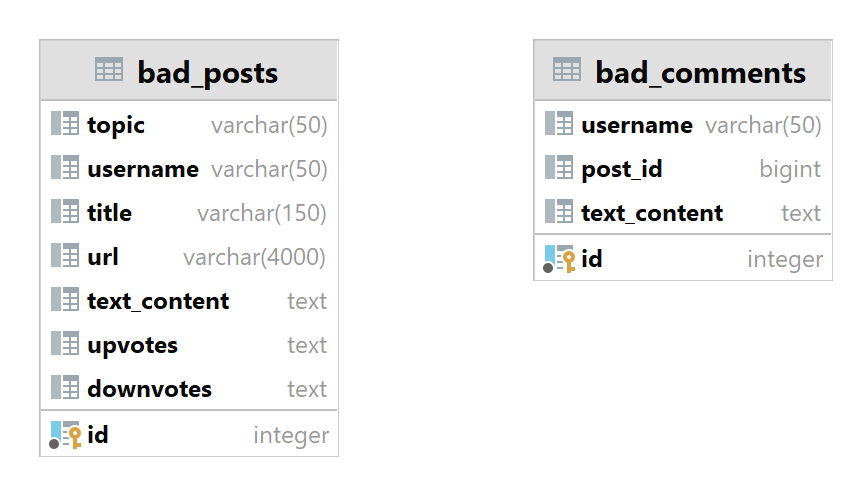 bad_posts
topic varchar(50)
username varchar(50)
title varchar(150)
url varchar(4000)
text_content text
upvotes text
downvotes text
id integer
bad_comments
username varchar(50)
post_id bigint
text_content text
id integer